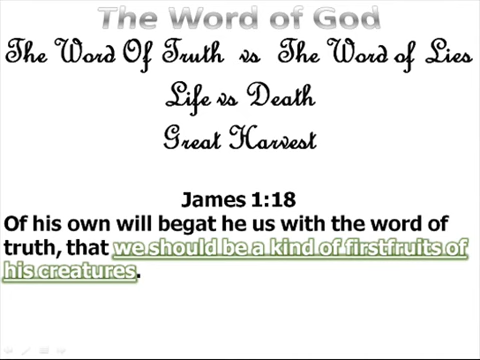 The Word of God
The Word Of Truth vs The Word of Lies
Life vs Death
Great Harvest
James 1:18
Of his own will begat he us with the word of
truth, that we should be a kind of firstfruits of
his creatures.